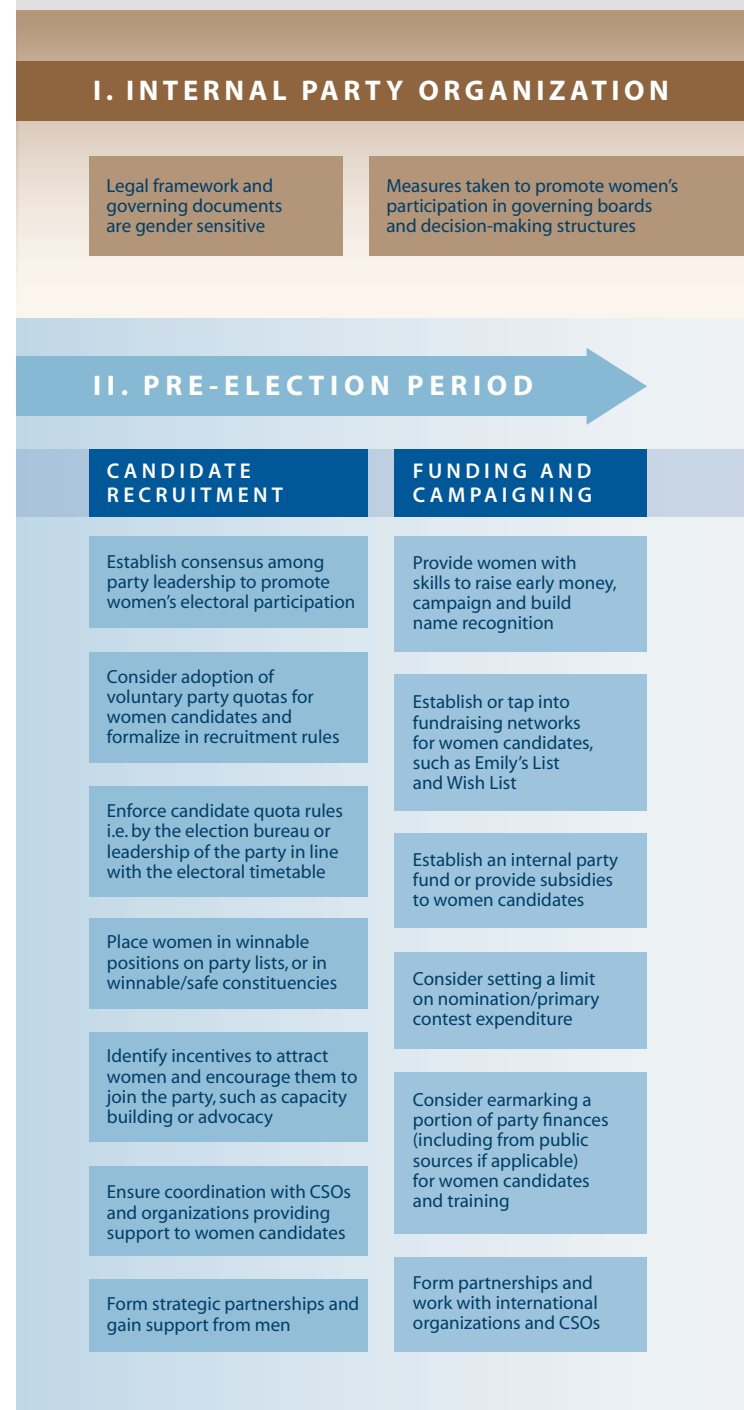 I. INTERNAL PARTY ORGANIZATION
Legal framework and
governing documents
are gender sensitive
Measures taken to promote women’s
participation in governing boards
and decision-making structures
II. PRE-ELECTION PERIOD
CANDIDATE
RECRUITMENT
Establish consensus among
party leadership to promote
women’s electoral participation
Consider adoption of
voluntary party quotas for
women candidates and
formalize in recruitment rules
Enforce candidate quota rules
i.e. by the election bureau or
leadership of the party in line
with the electoral timetable
Place women in winnable
positions on party lists, or in
winnable/safe constituencies
Identify incentives to attract
women and encourage them to
join the party, such as capacity
building or advocacy
Ensure coordination with CSOs
and organizations providing
support to women candidates
Form strategic partnerships and
gain support from men
FUNDING AND
CAMPAIGNING
Provide women with
skills to raise early money,
campaign and build
name recognition
Establish or tap into
fundraising networks
for women candidates,
such as Emily’s List
and Wish List
Establish an internal party
fund or provide subsidies
to women candidates
Consider setting a limit
on nomination/primary
contest expenditure
Consider earmarking a
portion of party finances
(including from public
sources if applicable)
for women candidates
and training
Form partnerships and
work with international
organizations and CSOs